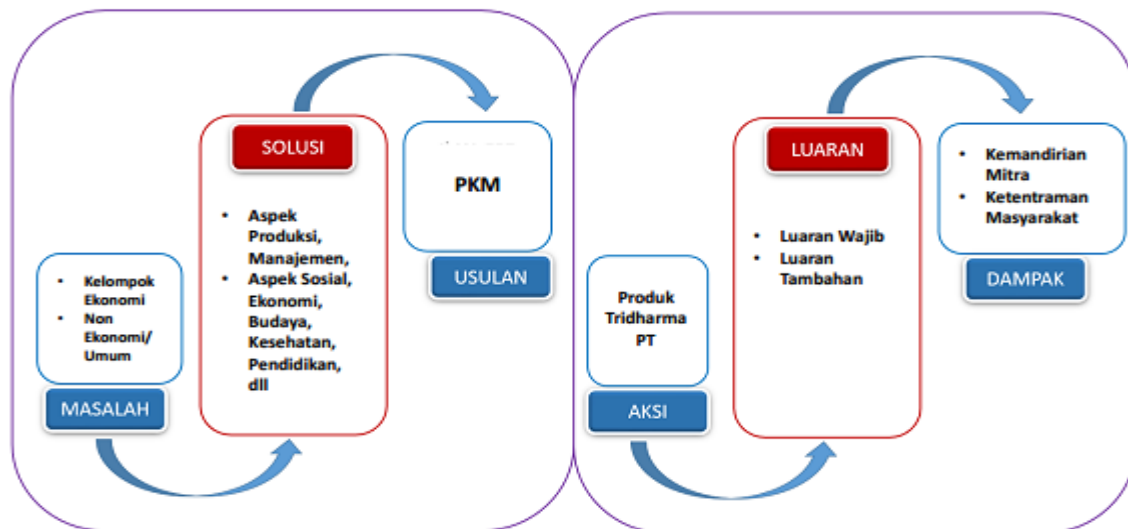 • Kelompok
Ekonomi
• Non
Ekonomi/
Umum
MASALAH
SOLUSI
• Aspek
Produksi,
Manajemen,
• Aspek Sosial,
Ekonomi,
Budaya,
Kesehatan,
Pendidikan,
dll
PKM
USULAN
Produk
Tridharma
PT
AKSI
LUARAN
• Luaran Wajib
• Luaran
Tambahan
• Kemandirian
Mitra
• Ketentraman
Masyarakat
DAMPAK